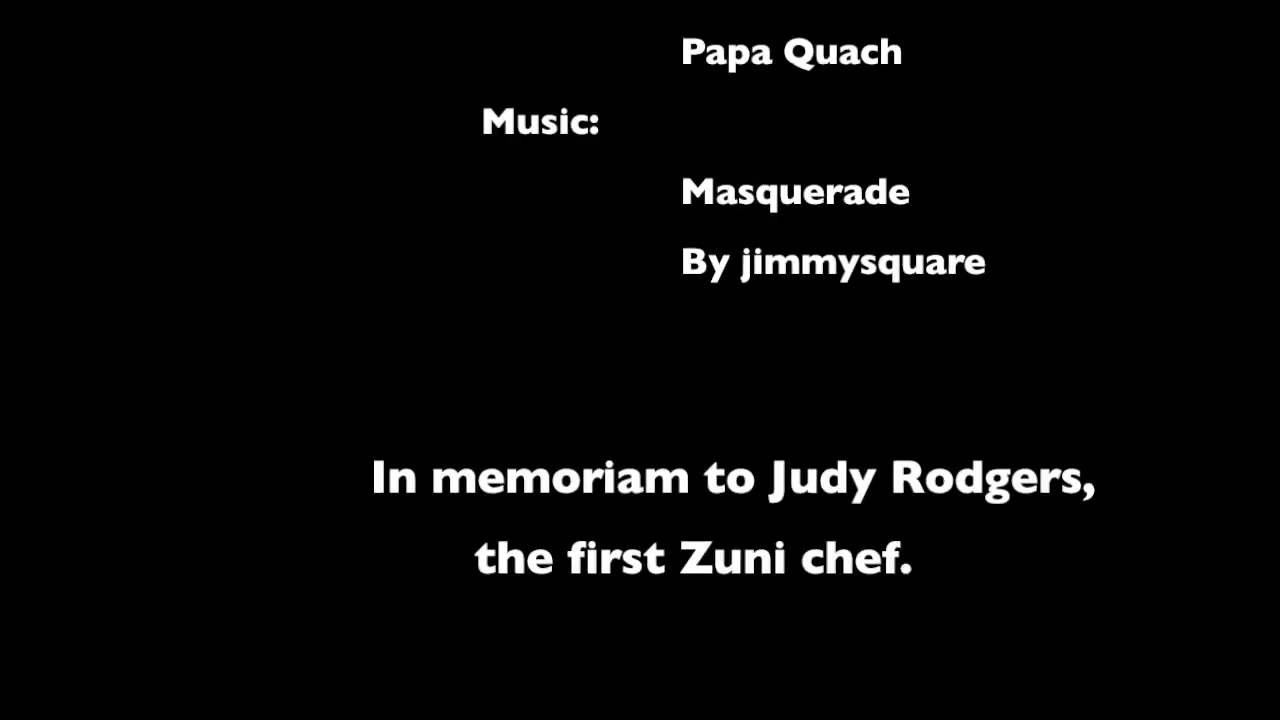 Papa Quach
Music:
Masquerade
By jimmysquare
In memoriam to Judy Rodgers,
the first Zuni chef.